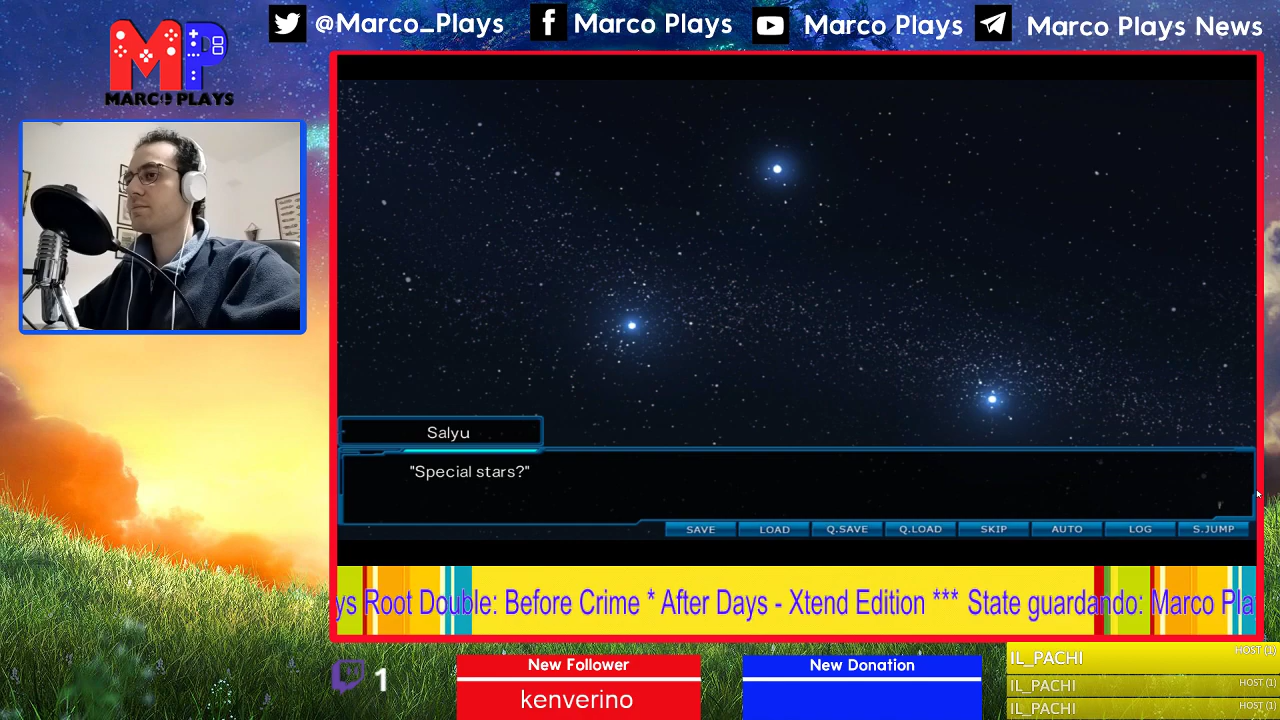 @Marco_Plays
Marco Plays
Marco Plays
Marco Plays News
MP
MARCO PLAYS
Salyu
"Special stars?"
SAVE
LOAD
Q.SAVE
Q.LOAD
SKIP
AUTO
LOG
S.JUMP
ys Root Double: Before Crime * After Days - Xtend Edition *** State guardando: Marco Pla
1
New Follower
kenverino
New Donation
IL_PACHI HOST (1)
IL_PACHI HOST (1)
IL_PACHI HOST (1)